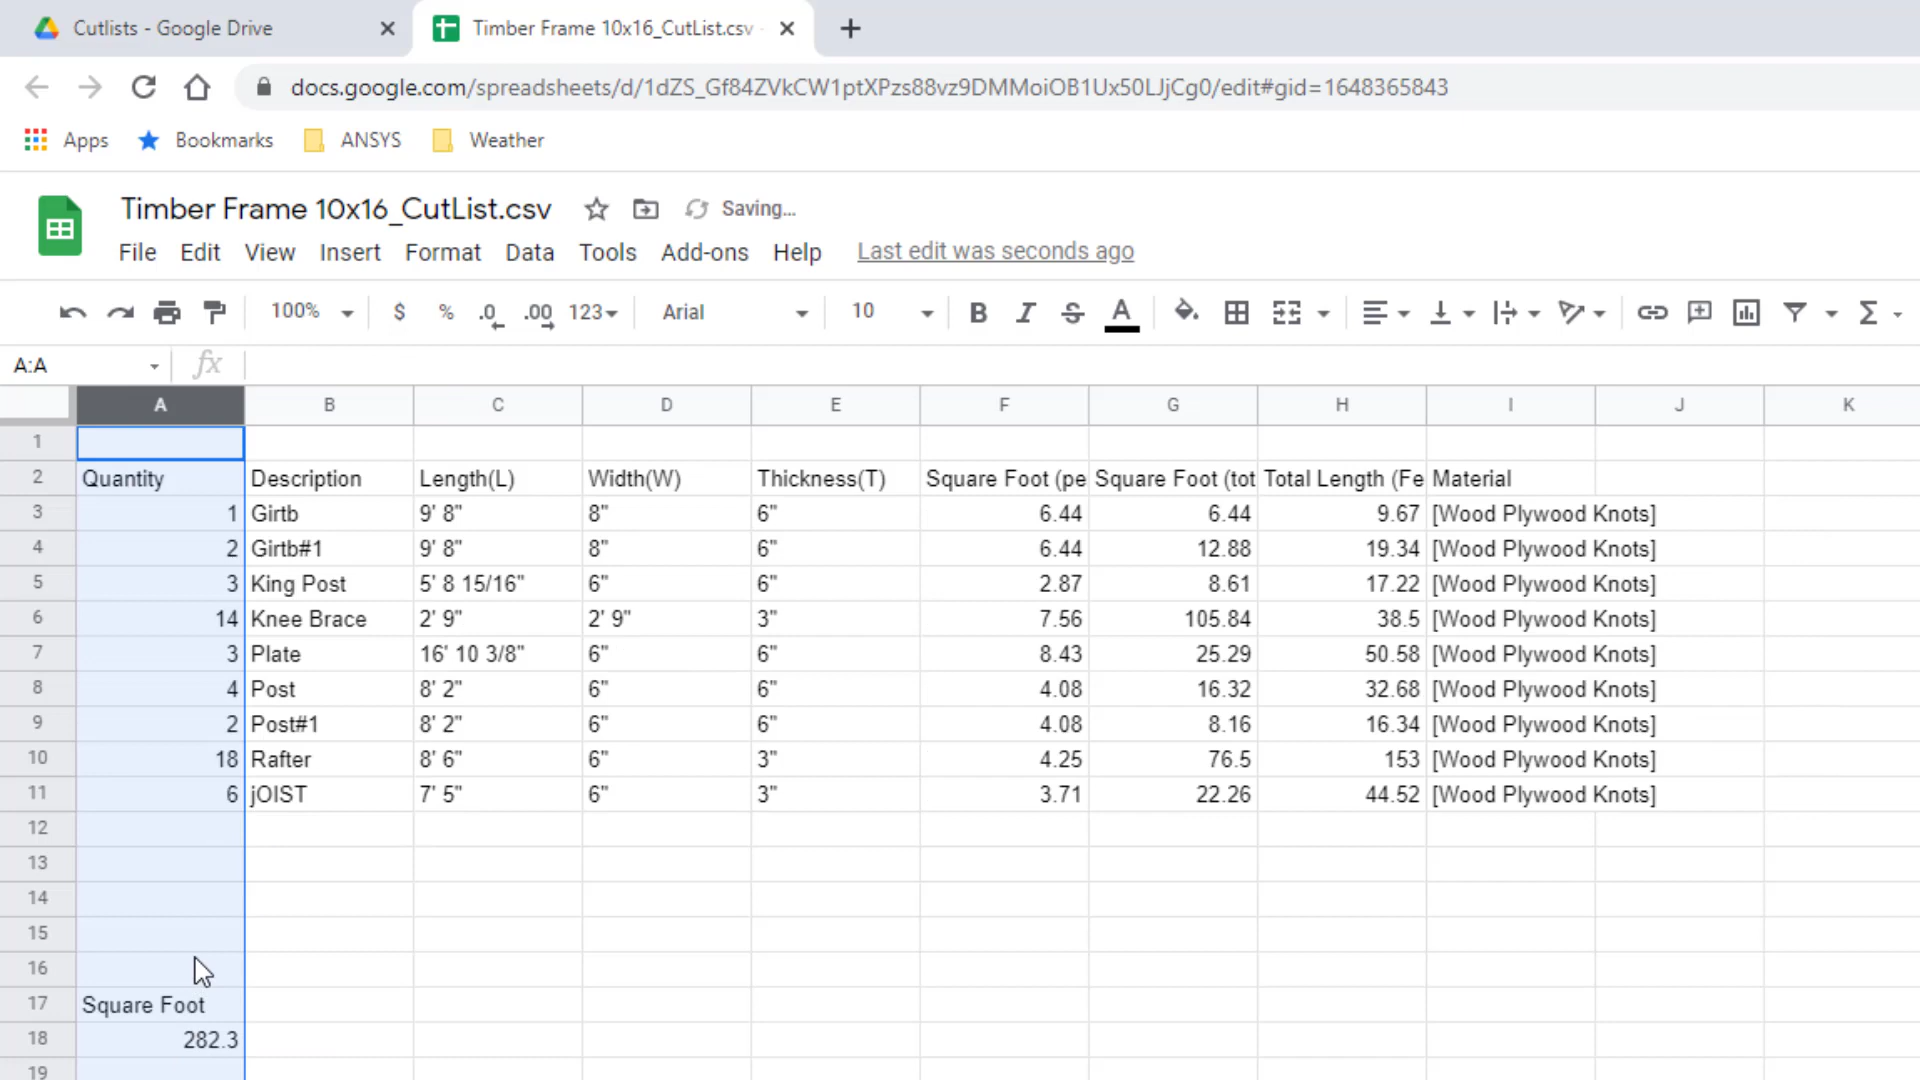 Cutlists - Google Drive
Timber Frame 10x16_CutList.csv -
docs.google.com/spreadsheets/d/1dZS_Gf84ZVkCW1ptXPzs88vz9DMMoiOB1Ux50LJjCg0/edit#gid=1648365843
Apps Bookmarks ANSYS Weather
Timber Frame 10x16_CutList.csv Saving...
File Edit View Insert Format Data Tools Add-ons Help Last edit was seconds ago
100% $ % .0 .00 123 Arial 10 B I S A Σ
A:A fx
A B C D E F G H I J K
1
2 Quantity Description Length(L) Width(W) Thickness(T) Square Foot (pe Square Foot (tot Total Length (Fe Material
3 1 Girtb 9' 8" 8" 6" 6.44 6.44 9.67 [Wood Plywood Knots]
4 2 Girtb#1 9' 8" 8" 6" 6.44 12.88 19.34 [Wood Plywood Knots]
5 3 King Post 5' 8 15/16" 6" 6" 2.87 8.61 17.22 [Wood Plywood Knots]
6 14 Knee Brace 2' 9" 2' 9" 3" 7.56 105.84 38.5 [Wood Plywood Knots]
7 3 Plate 16' 10 3/8" 6" 6" 8.43 25.29 50.58 [Wood Plywood Knots]
8 4 Post 8' 2" 6" 6" 4.08 16.32 32.68 [Wood Plywood Knots]
9 2 Post#1 8' 2" 6" 6" 4.08 8.16 16.34 [Wood Plywood Knots]
10 18 Rafter 8' 6" 6" 3" 4.25 76.5 153 [Wood Plywood Knots]
11 6 jOIST 7' 5" 6" 3" 3.71 22.26 44.52 [Wood Plywood Knots]
12
13
14
15
16
17 Square Foot
18 282.3
19